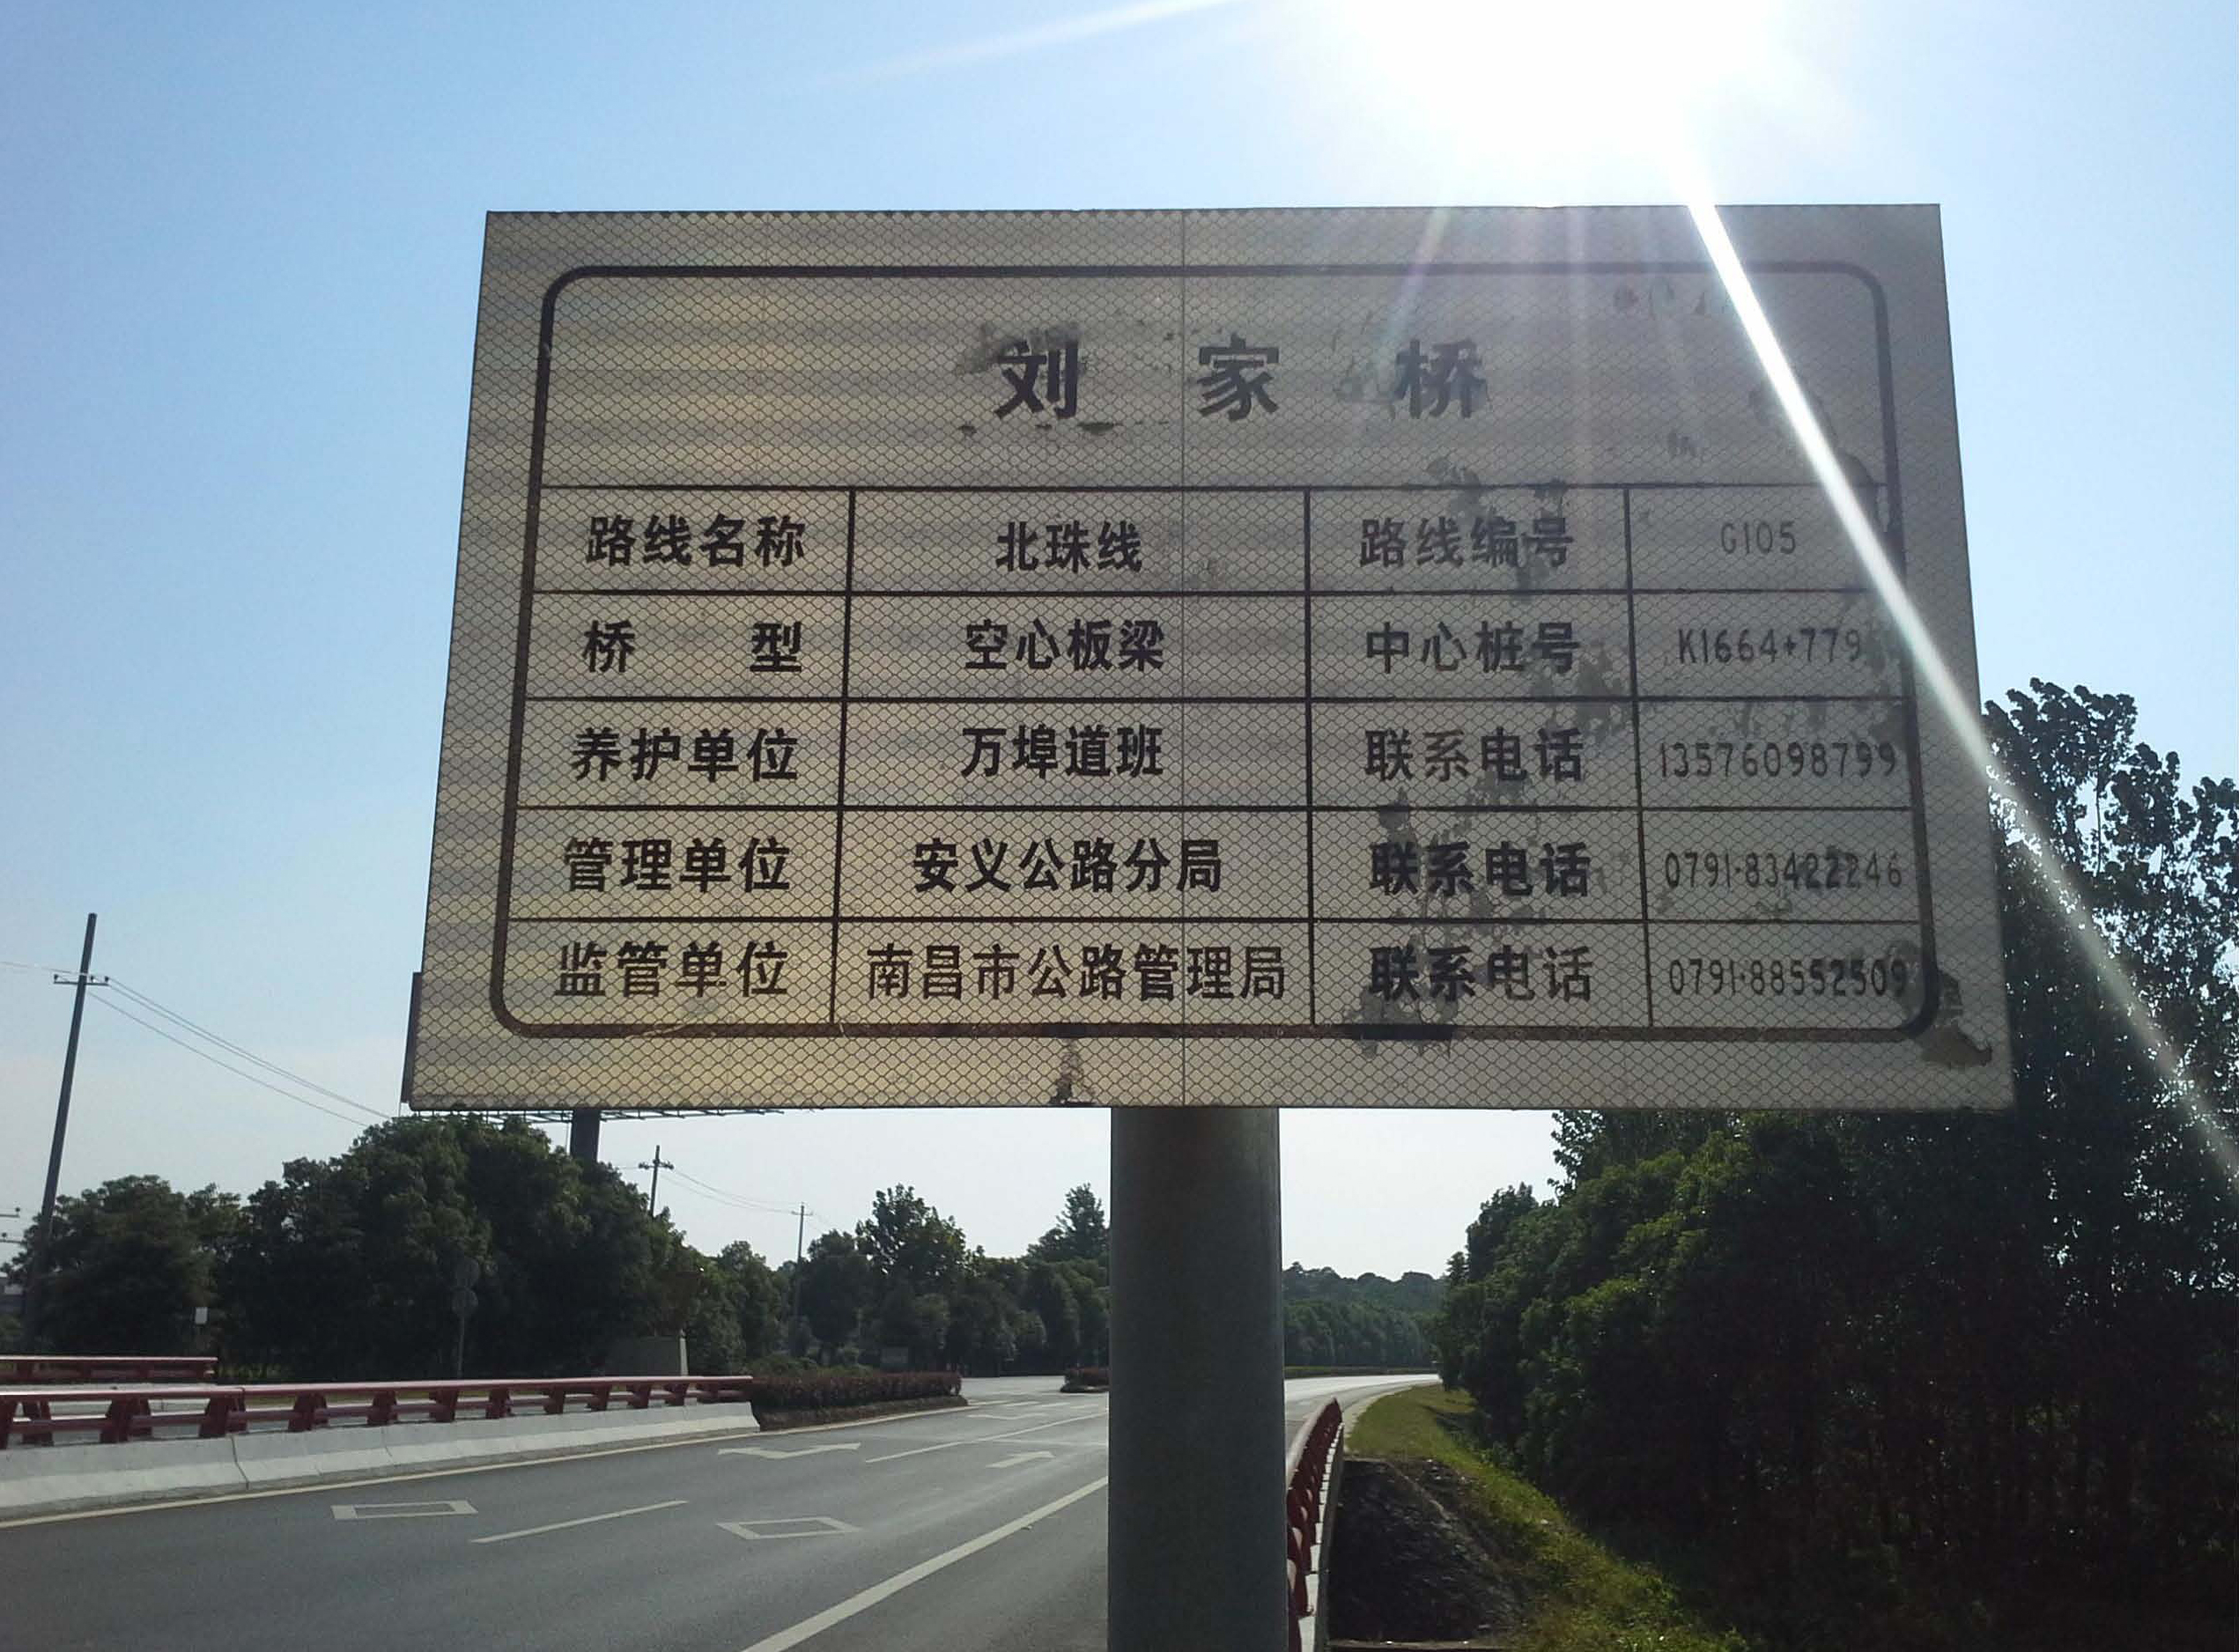 刘家桥
路线名称 北珠线 路线编号 G105
桥型 空心板梁 中心桩号 K1664+779
养护单位 万埠道班 联系电话 13576098799
管理单位 安义公路分局 联系电话 0791-83422246
监管单位 南昌市公路管理局 联系电话 0791-88552509